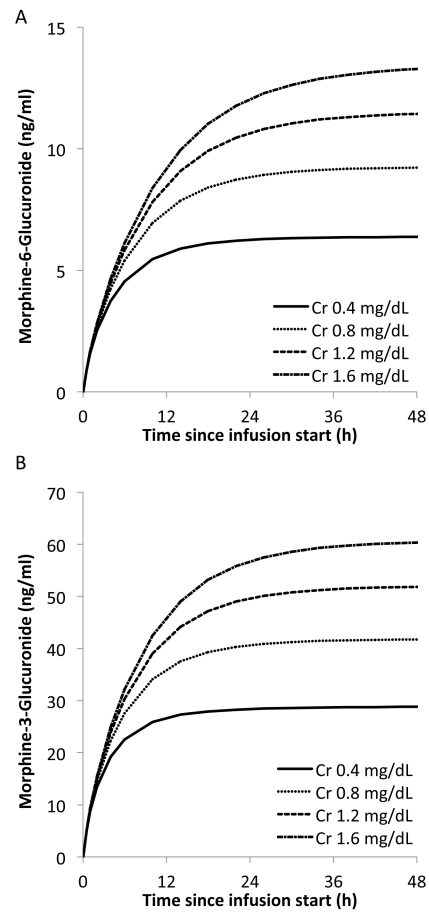 A
Morphine-6-Glucuronide (ng/ml)
15
10
5
0
Cr 0.4 mg/dL
Cr 0.8 mg/dL
Cr 1.2 mg/dL
Cr 1.6 mg/dL
0 12 24 36 48
Time since infusion start (h)
B
Morphine-3-Glucuronide (ng/ml)
70
60
50
40
30
20
10
0
Cr 0.4 mg/dL
Cr 0.8 mg/dL
Cr 1.2 mg/dL
Cr 1.6 mg/dL
0 12 24 36 48
Time since infusion start (h)